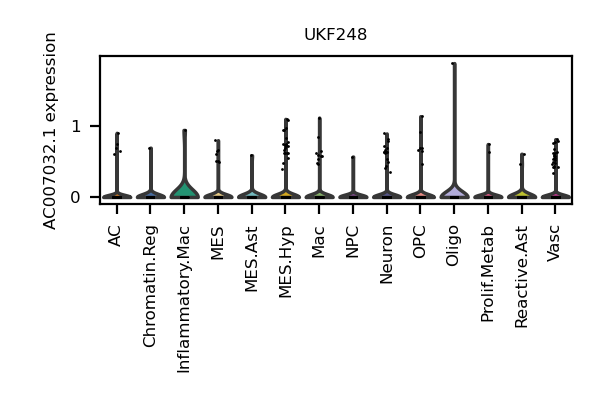 UKF248
AC007032.1 expression
1
0
AC
Chromatin.Reg
Inflammatory.Mac
MES
MES.Ast
MES.Hyp
Mac
NPC
Neuron
OPC
Oligo
Prolif.Metab
Reactive.Ast
Vasc